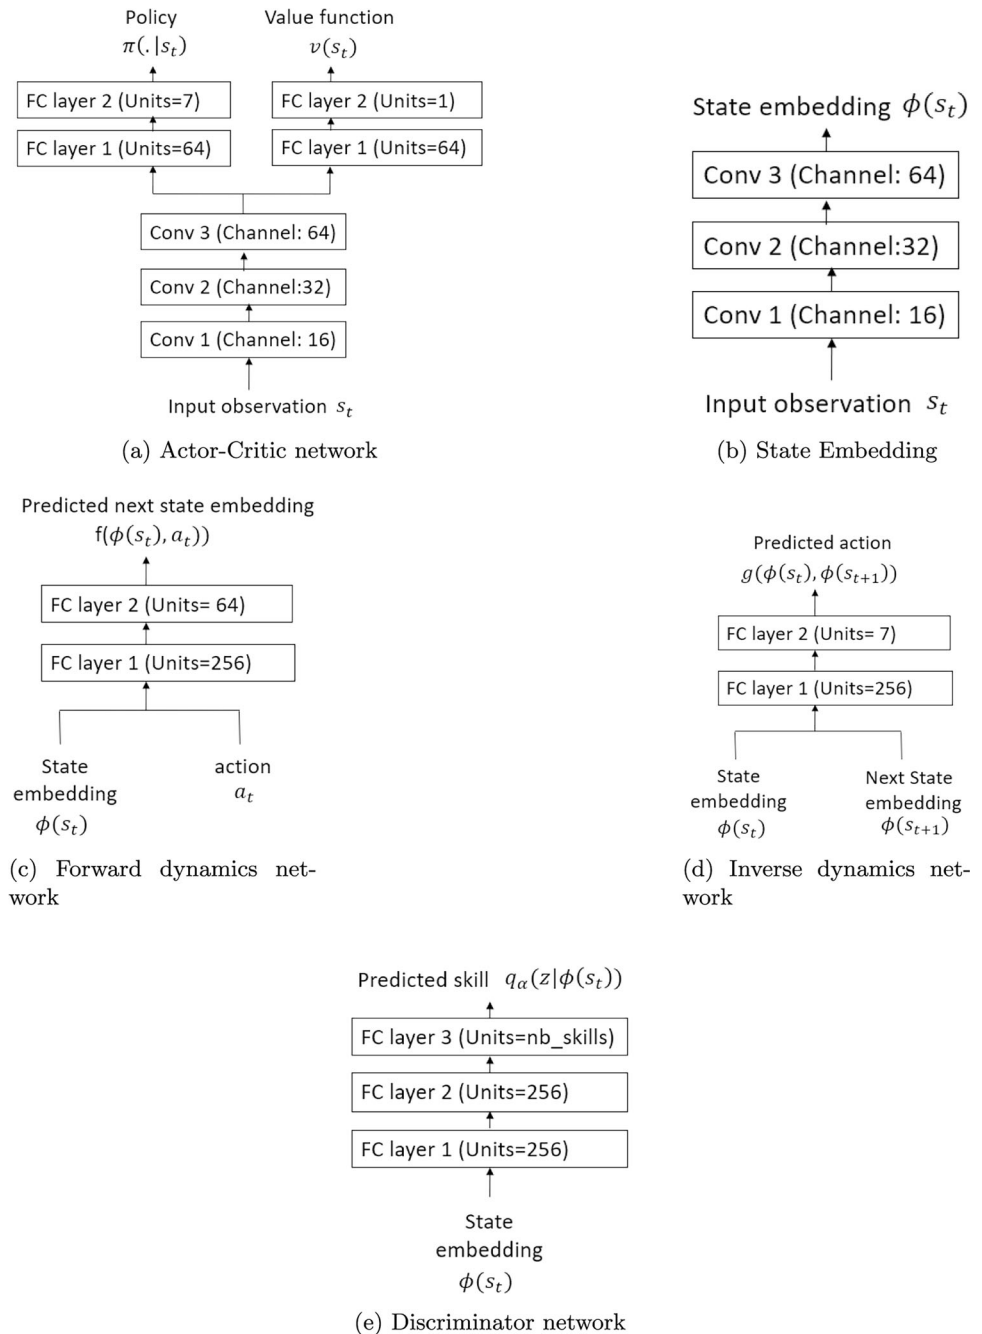 Policy
π(.|s_t)
Value function
v(s_t)
FC layer 2 (Units=7)
FC layer 1 (Units=64)
FC layer 2 (Units=1)
FC layer 1 (Units=64)
Conv 3 (Channel: 64)
Conv 2 (Channel:32)
Conv 1 (Channel: 16)
Input observation s_t
(a) Actor-Critic network
State embedding ϕ(s_t)
Conv 3 (Channel: 64)
Conv 2 (Channel:32)
Conv 1 (Channel: 16)
Input observation s_t
(b) State Embedding
Predicted next state embedding
f(ϕ(s_t), a_t))
FC layer 2 (Units= 64)
FC layer 1 (Units=256)
State
embedding
ϕ(s_t)
action
a_t
(c) Forward dynamics net-
work
Predicted action
g(ϕ(s_t), ϕ(s_{t+1}))
FC layer 2 (Units= 7)
FC layer 1 (Units=256)
State
embedding
ϕ(s_t)
Next State
embedding
ϕ(s_{t+1})
(d) Inverse dynamics net-
work
Predicted skill q_α(z|ϕ(s_t))
FC layer 3 (Units=nb_skills)
FC layer 2 (Units=256)
FC layer 1 (Units=256)
State
embedding
ϕ(s_t)
(e) Discriminator network